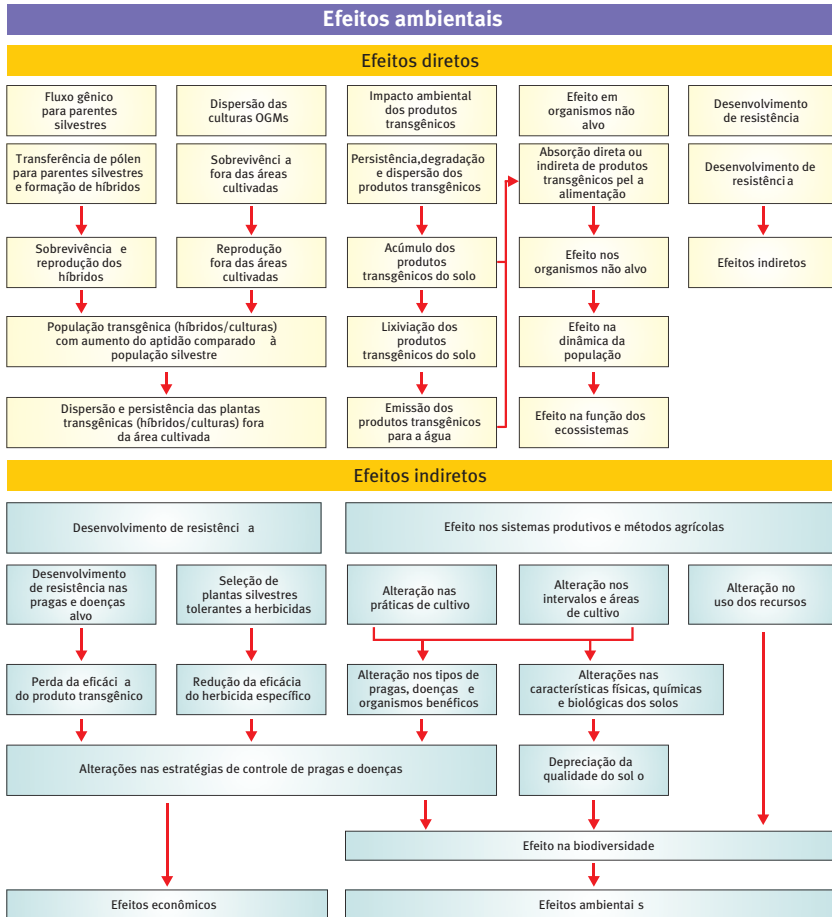 Efeitos ambientais
Efeitos diretos
Fluxo gênico
para parentes
silvestres
Dispersão das
culturas OGMs
Impacto ambiental
dos produtos
transgênicos
Efeito em
organismos não
alvo
Desenvolvimento
de resistência
Transferência de pólen
para parentes silvestres
e formação de híbridos
Sobrevivênci a
fora das áreas
cultivadas
Persistência,degradação
e dispersão dos
produtos transgênicos
Absorção direta ou
indireta de produtos
transgênicos pel a
alimentação
Desenvolvimento de
resistênci a
Sobrevivência e
reprodução dos
híbridos
Reprodução
fora das áreas
cultivadas
Acúmulo dos
produtos
transgênicos do solo
Efeito nos
organismos não alvo
Efeitos indiretos
População transgênica (híbridos/culturas)
com aumento do aptidão comparado à
população silvestre
Lixiviação dos
produtos
transgênicos do solo
Efeito na
dinâmica da
população
Dispersão e persistência das plantas
transgênicas (híbridos/culturas) fora
da área cultivada
Emissão dos
produtos transgênicos
para a água
Efeito na função dos
ecossistemas
Efeitos indiretos
Desenvolvimento de resistênci a
Efeito nos sistemas produtivos e métodos agrícolas
Desenvolvimento
de resistência nas
pragas e doenças
alvo
Seleção de
plantas silvestres
tolerantes a herbicidas
Alteração nas
práticas de cultivo
Alteração nos
intervalos e áreas
de cultivo
Alteração no
uso dos recursos
Perda da eficáci a
do produto transgênico
Redução da eficácia
do herbicida específico
Alteração nos tipos de
pragas, doenças e
organismos benéficos
Alterações nas
características físicas, químicas
e biológicas dos solos
Alterações nas estratégias de controle de pragas e doenças
Depreciação da
qualidade do sol o
Efeito na biodiversidade
Efeitos econômicos
Efeitos ambientai s